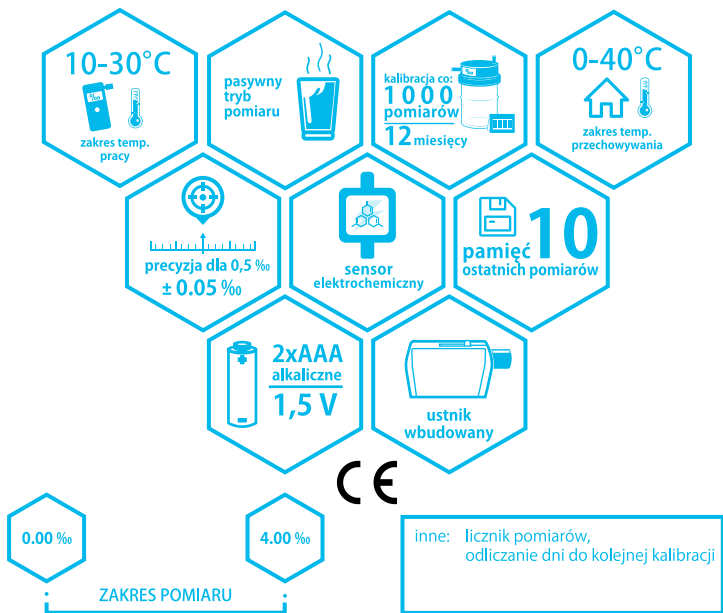 10-30°C
‰
zakres temp.
pracy
pasywny
tryb
pomiaru
kalibracja co:
1000
pomiarów
12 miesięcy
0-40°C
zakres temp.
przechowywania
precyzja dla 0,5 ‰
± 0.05 ‰
sensor
elektrochemiczny
pamięć 10
ostatnich pomiarów
2xAAA
alkaliczne
1,5 V
ustnik
wbudowany
CE
0.00 ‰
4.00 ‰
ZAKRES POMIARU
inne: licznik pomiarów,
odliczanie dni do kolejnej kalibracji